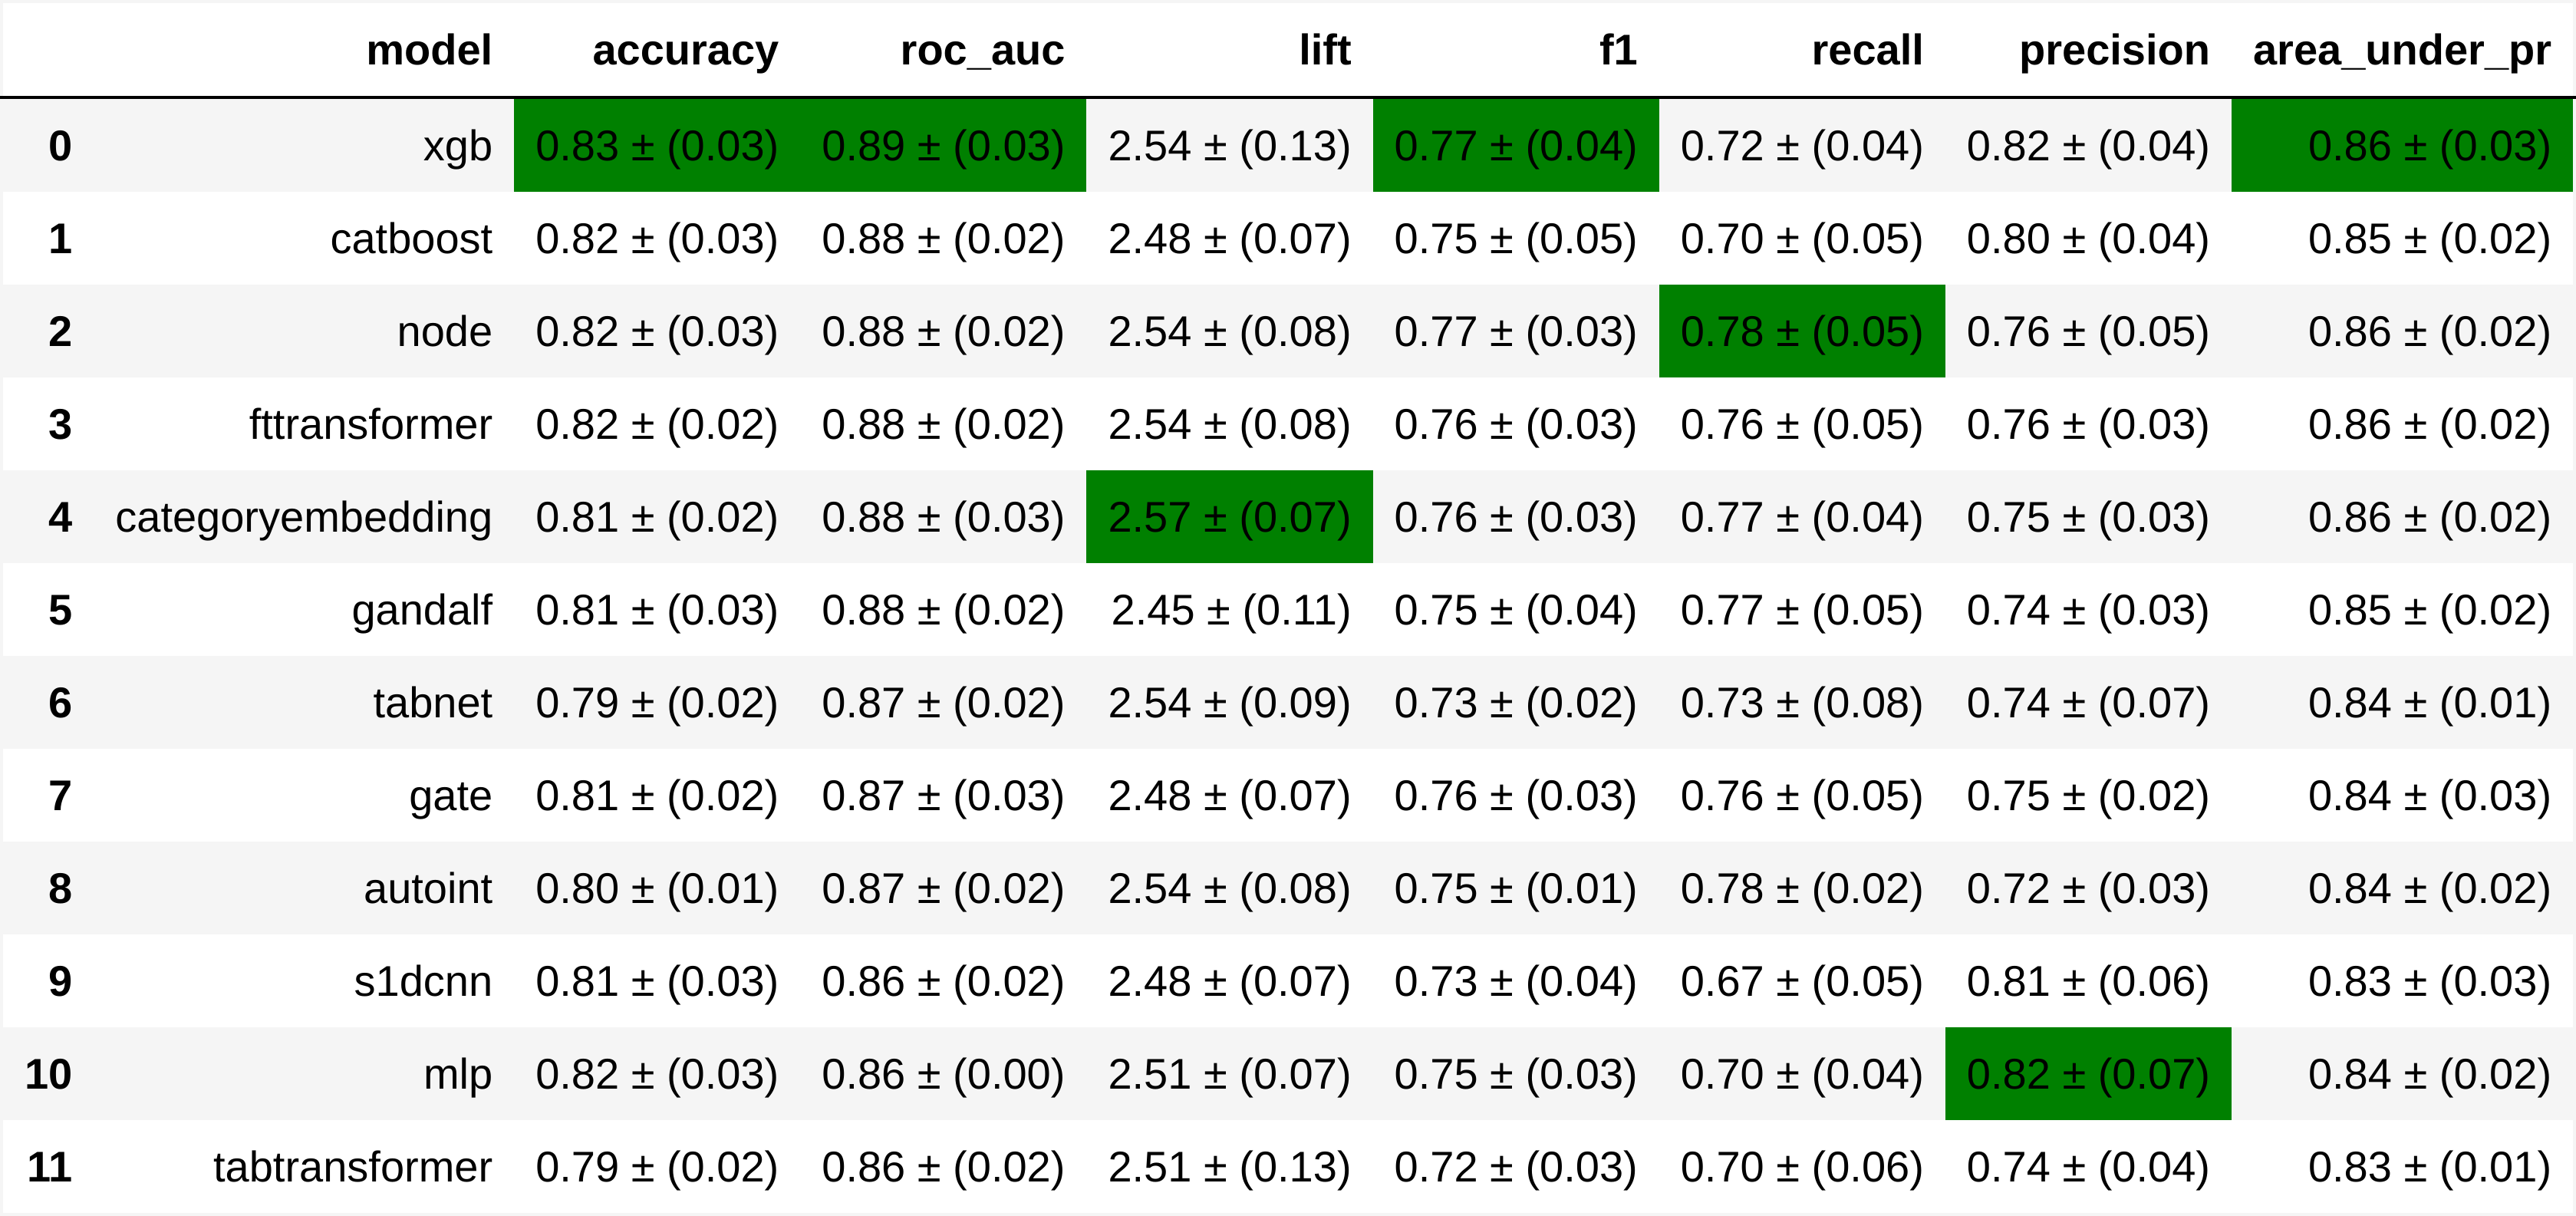 model accuracy roc_auc lift f1 recall precision area_under_pr
0 xgb 0.83 ± (0.03) 0.89 ± (0.03) 2.54 ± (0.13) 0.77 ± (0.04) 0.72 ± (0.04) 0.82 ± (0.04) 0.86 ± (0.03)
1 catboost 0.82 ± (0.03) 0.88 ± (0.02) 2.48 ± (0.07) 0.75 ± (0.05) 0.70 ± (0.05) 0.80 ± (0.04) 0.85 ± (0.02)
2 node 0.82 ± (0.03) 0.88 ± (0.02) 2.54 ± (0.08) 0.77 ± (0.03) 0.78 ± (0.05) 0.76 ± (0.05) 0.86 ± (0.02)
3 fttransformer 0.82 ± (0.02) 0.88 ± (0.02) 2.54 ± (0.08) 0.76 ± (0.03) 0.76 ± (0.05) 0.76 ± (0.03) 0.86 ± (0.02)
4 categoryembedding 0.81 ± (0.02) 0.88 ± (0.03) 2.57 ± (0.07) 0.76 ± (0.03) 0.77 ± (0.04) 0.75 ± (0.03) 0.86 ± (0.02)
5 gandalf 0.81 ± (0.03) 0.88 ± (0.02) 2.45 ± (0.11) 0.75 ± (0.04) 0.77 ± (0.05) 0.74 ± (0.03) 0.85 ± (0.02)
6 tabnet 0.79 ± (0.02) 0.87 ± (0.02) 2.54 ± (0.09) 0.73 ± (0.02) 0.73 ± (0.08) 0.74 ± (0.07) 0.84 ± (0.01)
7 gate 0.81 ± (0.02) 0.87 ± (0.03) 2.48 ± (0.07) 0.76 ± (0.03) 0.76 ± (0.05) 0.75 ± (0.02) 0.84 ± (0.03)
8 autoint 0.80 ± (0.01) 0.87 ± (0.02) 2.54 ± (0.08) 0.75 ± (0.01) 0.78 ± (0.02) 0.72 ± (0.03) 0.84 ± (0.02)
9 s1dcnn 0.81 ± (0.03) 0.86 ± (0.02) 2.48 ± (0.07) 0.73 ± (0.04) 0.67 ± (0.05) 0.81 ± (0.06) 0.83 ± (0.03)
10 mlp 0.82 ± (0.03) 0.86 ± (0.00) 2.51 ± (0.07) 0.75 ± (0.03) 0.70 ± (0.04) 0.82 ± (0.07) 0.84 ± (0.02)
11 tabtransformer 0.79 ± (0.02) 0.86 ± (0.02) 2.51 ± (0.13) 0.72 ± (0.03) 0.70 ± (0.06) 0.74 ± (0.04) 0.83 ± (0.01)